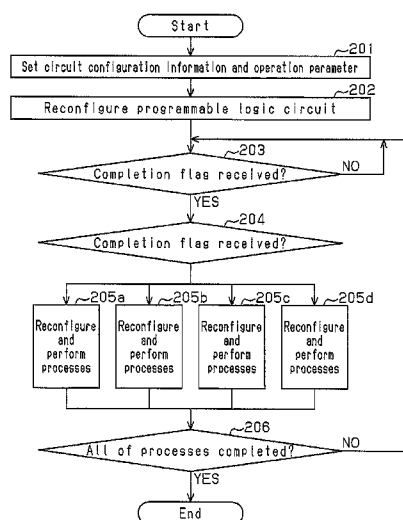 Start
201
Set circuit configuration information and operation parameter
202
Reconfigure programmable logic circuit
203
Completion flag received?
NO
YES
204
Completion flag received?
205a
205b
205c
205d
Reconfigure
and
perform
processes
Reconfigure
and
perform
processes
Reconfigure
and
perform
processes
Reconfigure
and
perform
processes
206
All of processes completed?
NO
YES
End